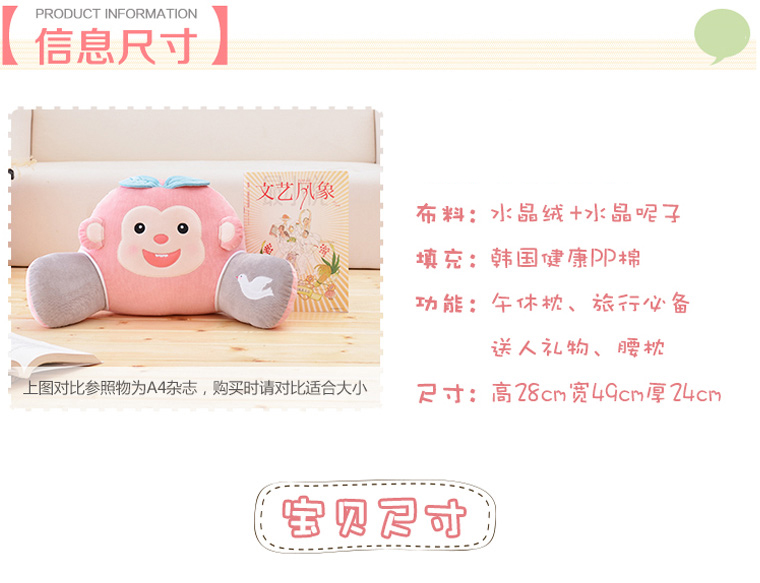 PRODUCT INFORMATION
【信息尺寸】
文艺风象
上图对比参照物为A4杂志，购买时请对比适合大小
布料：水晶绒+水晶呢子
填充：韩国健康PP棉
功能：午休枕、旅行必备
送人礼物、腰枕
尺寸：高28cm宽49cm厚24cm
宝贝尺寸